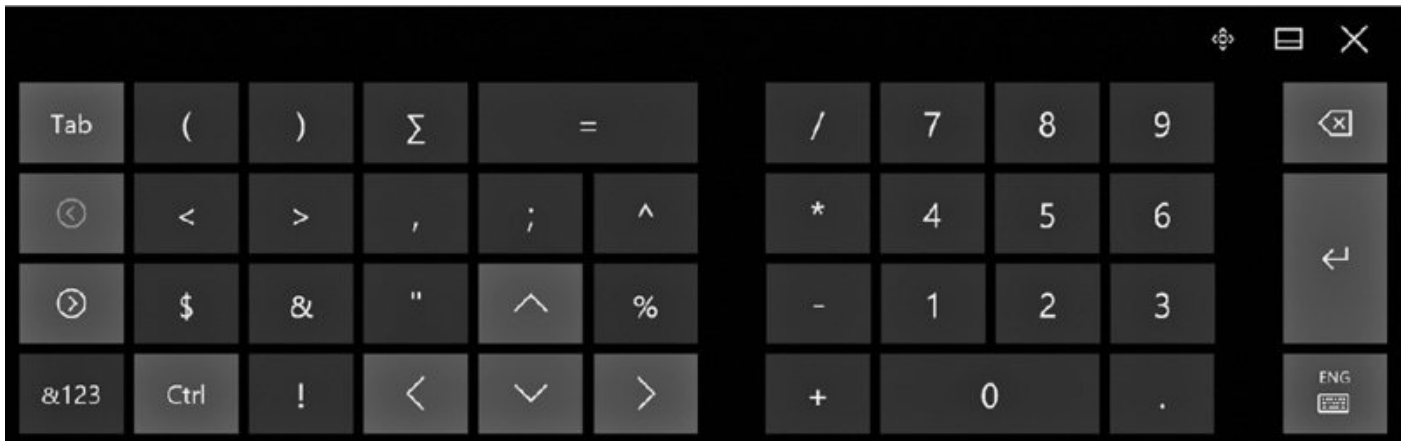 Tab ( ) ∑ = / 7 8 9
< > , ; ^ * 4 5 6
$ & " % - 1 2 3
&123 Ctrl ! + 0 . ENG